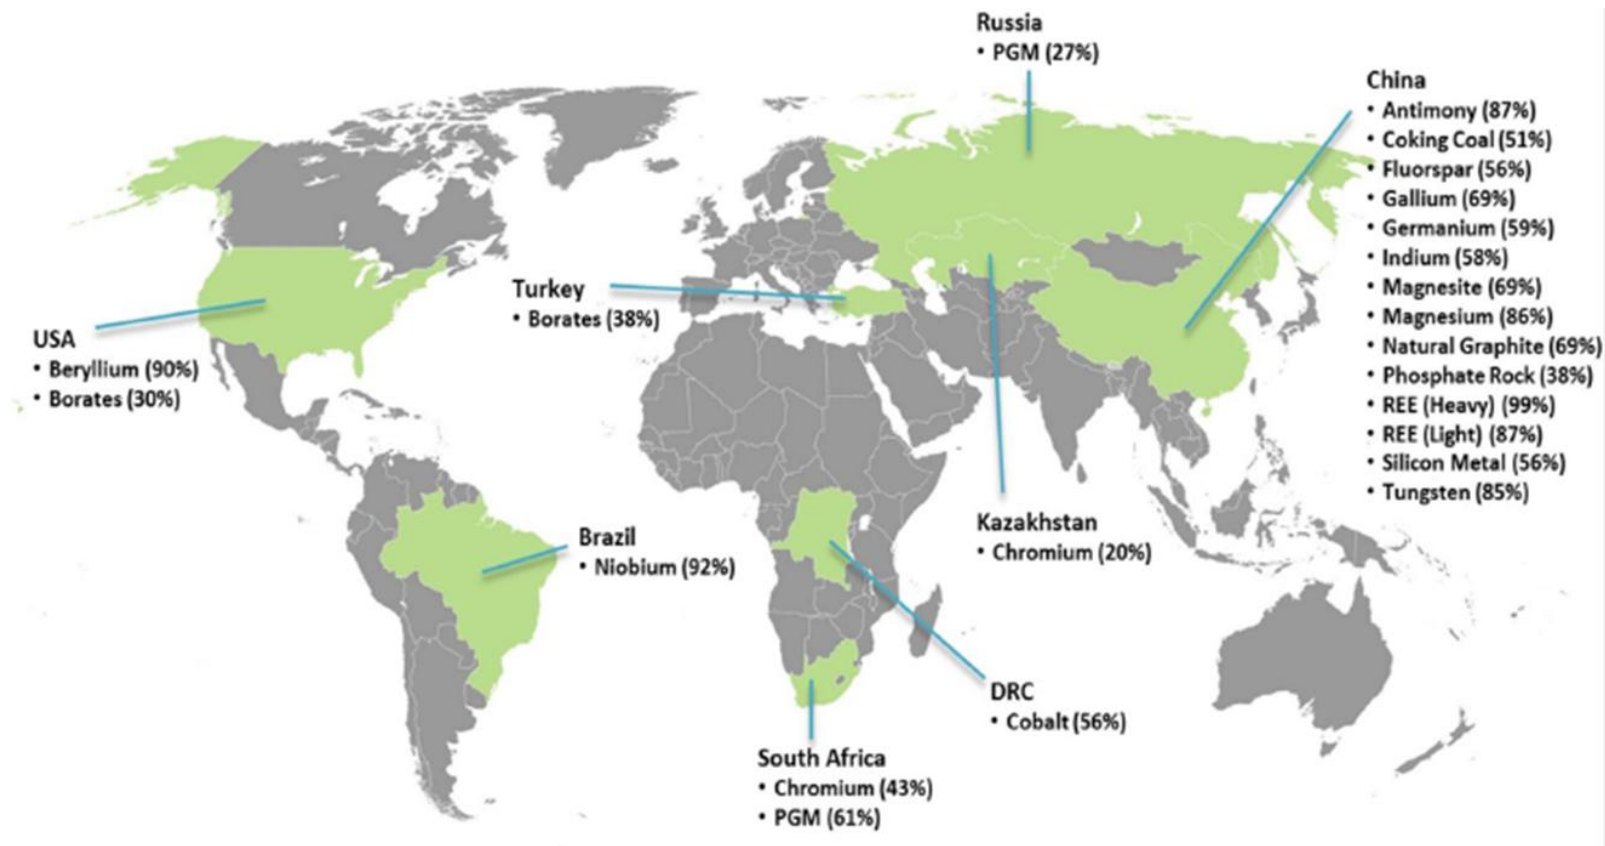 Russia
• PGM (27%)
China
• Antimony (87%)
• Coking Coal (51%)
• Fluorspar (56%)
• Gallium (69%)
• Germanium (59%)
• Indium (58%)
• Magnesite (69%)
• Magnesium (86%)
• Natural Graphite (69%)
• Phosphate Rock (38%)
• REE (Heavy) (99%)
• REE (Light) (87%)
• Silicon Metal (56%)
• Tungsten (85%)
Turkey
• Borates (38%)
USA
• Beryllium (90%)
• Borates (30%)
Brazil
• Niobium (92%)
Kazakhstan
• Chromium (20%)
DRC
• Cobalt (56%)
South Africa
• Chromium (43%)
• PGM (61%)